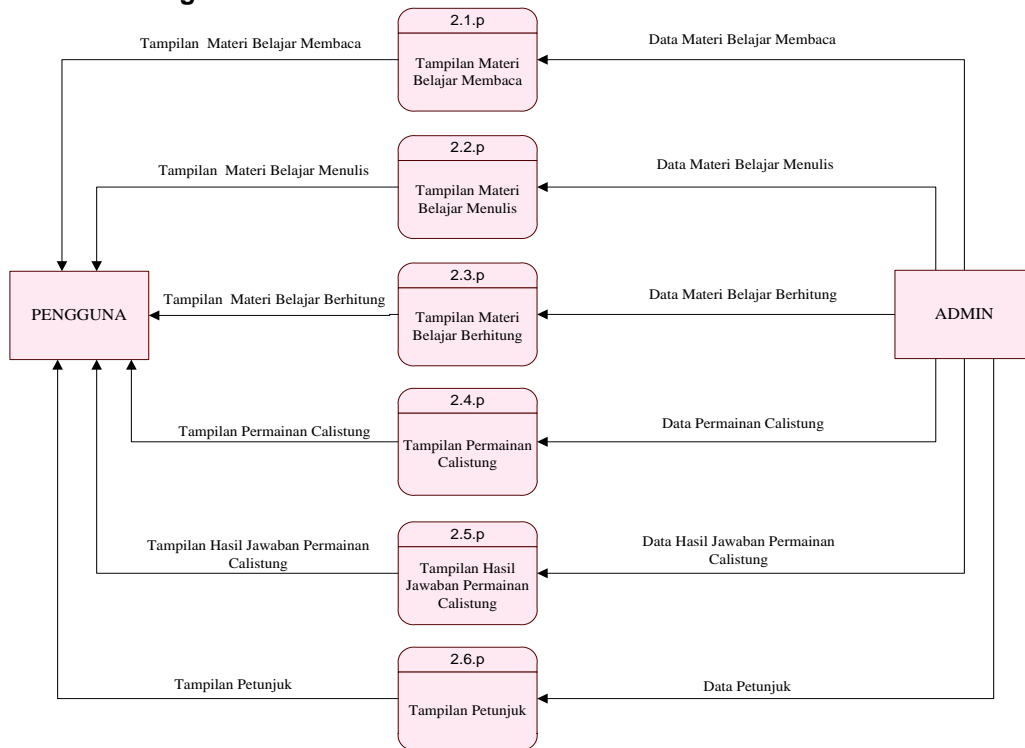 2.1.p
Tampilan Materi Belajar Membaca
Data Materi Belajar Membaca
Tampilan Materi
Belajar Membaca
2.2.p
Tampilan Materi Belajar Menulis
Data Materi Belajar Menulis
Tampilan Materi
Belajar Menulis
2.3.p
Tampilan Materi Belajar Berhitung
Data Materi Belajar Berhitung
PENGGUNA
Tampilan Materi
Belajar Berhitung
ADMIN
2.4.p
Tampilan Permainan Calistung
Data Permainan Calistung
Tampilan Permainan
Calistung
2.5.p
Tampilan Hasil Jawaban Permainan
Calistung
Data Hasil Jawaban Permainan
Calistung
Tampilan Hasil
Jawaban Permainan
Calistung
2.6.p
Tampilan Petunjuk
Data Petunjuk
Tampilan Petunjuk